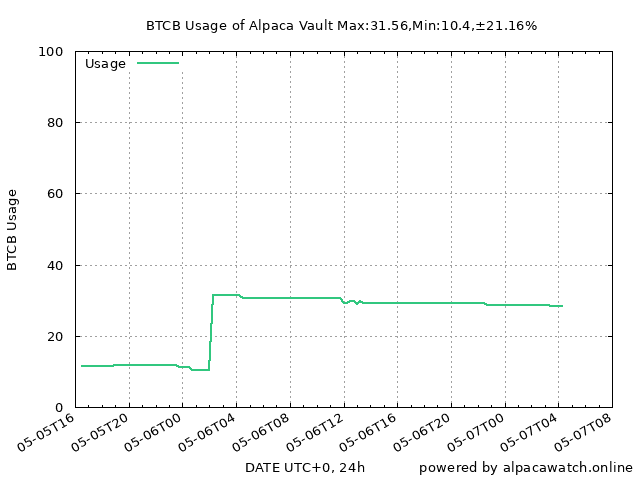 BTCB Usage of Alpaca Vault Max:31.56,Min:10.4,±21.16%
Usage
100
80
60
40
20
0
BTCB Usage
05-05T16
05-05T20
05-06T00
05-06T04
05-06T08
05-06T12
05-06T16
05-06T20
05-07T00
05-07T04
05-07T08
DATE UTC+0, 24h
powered by alpacawatch.online